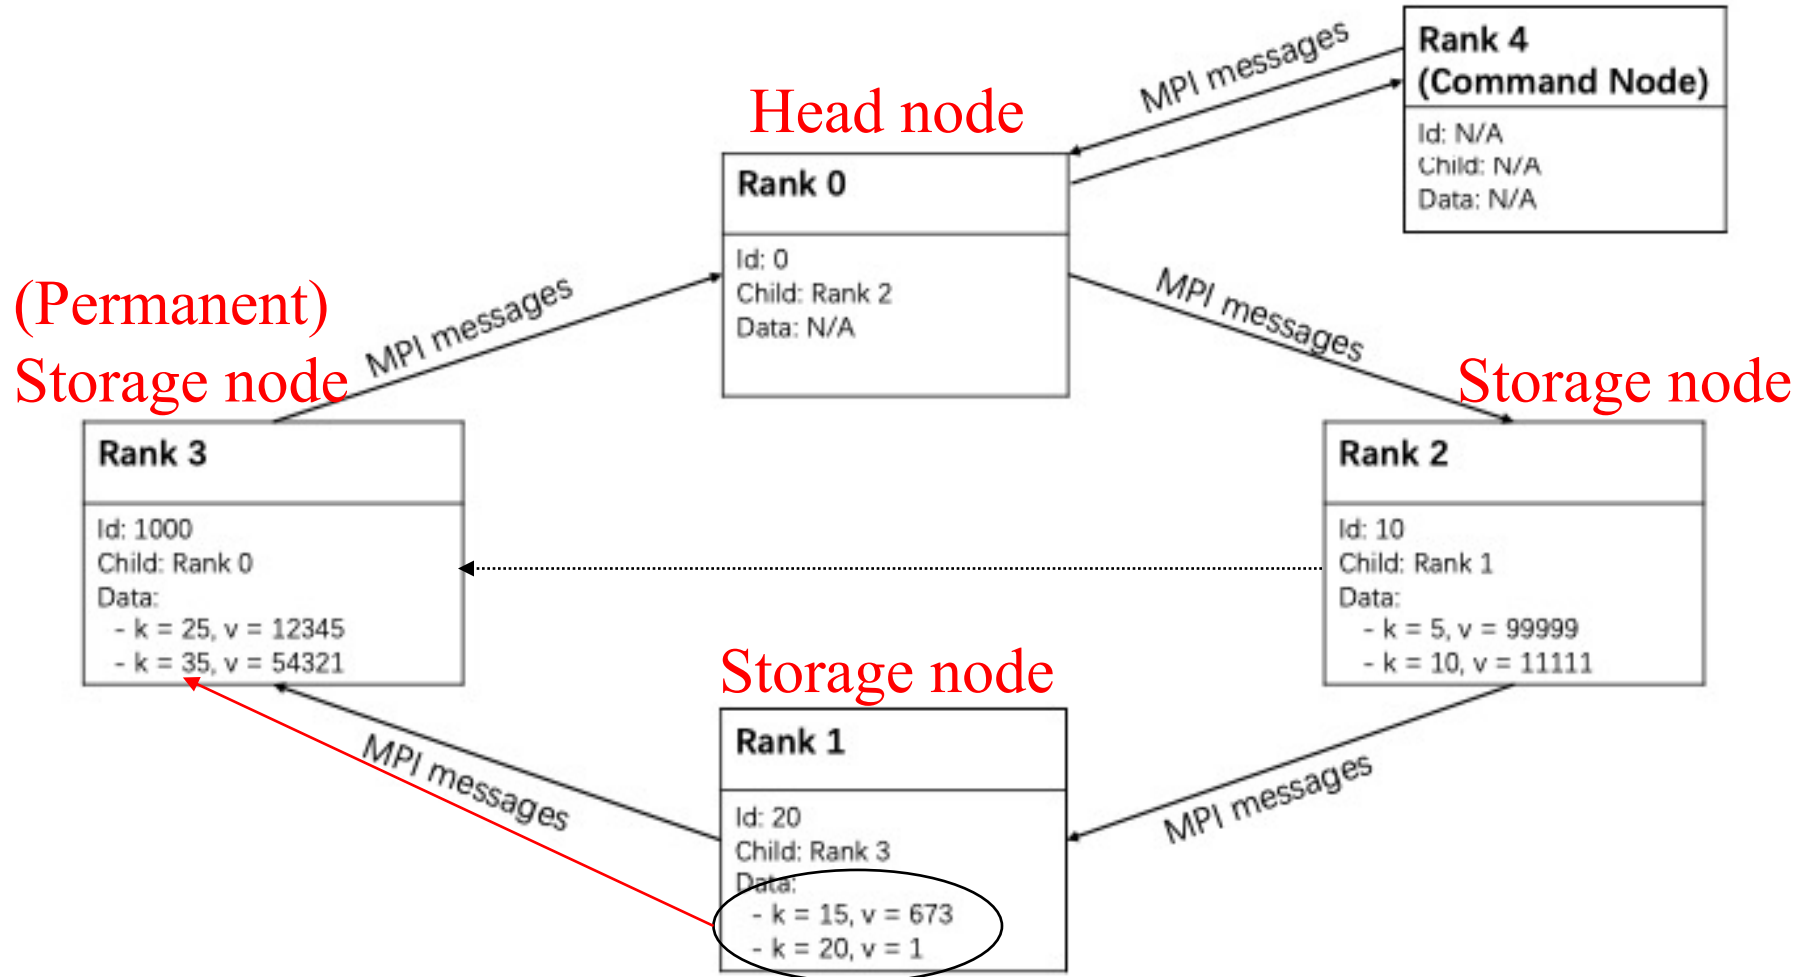 Rank 4
(Command Node)
Id: N/A
Child: N/A
Data: N/A
MPI messages
Head node
Rank 0
Id: 0
Child: Rank 2
Data: N/A
MPI messages
MPI messages
(Permanent)
Storage node
Rank 3
Id: 1000
Child: Rank 0
Data:
- k = 25, v = 12345
- k = 35, v = 54321
Storage node
Rank 2
Id: 10
Child: Rank 1
Data:
- k = 5, v = 99999
- k = 10, v = 11111
MPI messages
MPI messages
Storage node
Rank 1
Id: 20
Child: Rank 3
Data:
- k = 15, v = 673
- k = 20, v = 1